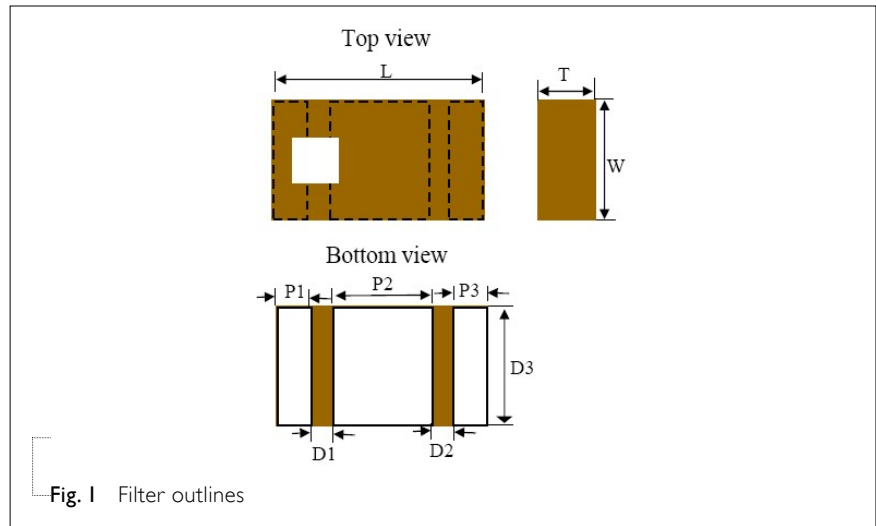 Top view
L
T
W
Bottom view
P1
P2
P3
D3
D1
D2
Fig. 1 Filter outlines